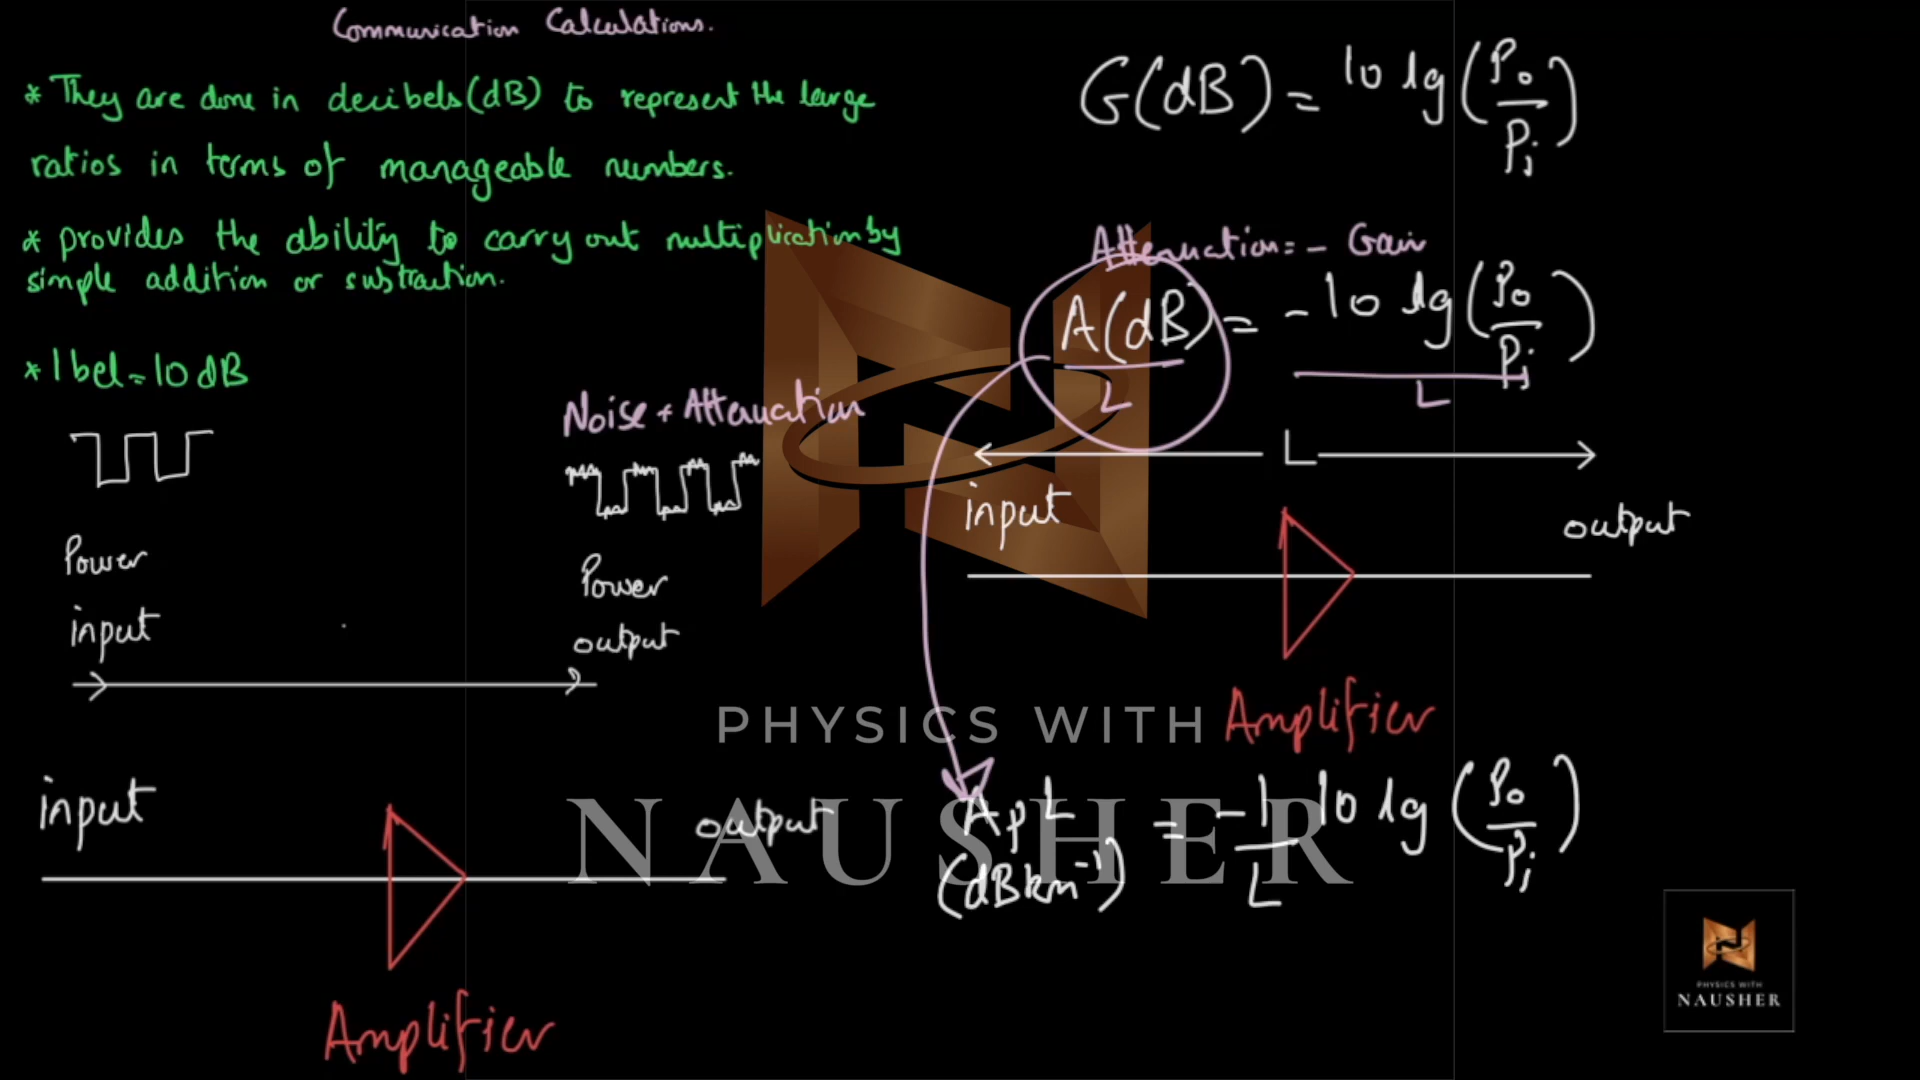 Communication Calculations.
* They are done in decibels (dB) to represent the large
ratios in terms of manageable numbers.
* provides the ability to carry out multiplication by
simple addition or subtraction.
* 1 bel = 10 dB
Noise + Attenuation
Power
input
Power
output
input
output
Amplifier
G(dB) = 10 lg (Po/Pi)
Attenuation = - Gain
A(dB)/L = -10 lg (Po/Pi)/L
L
input
output
Amplifier
ApL = -1/L 10 lg (Po/Pi)
(dBkm⁻¹)
PHYSICS WITH
NAUSHER
PHYSICS WITH
NAUSHER